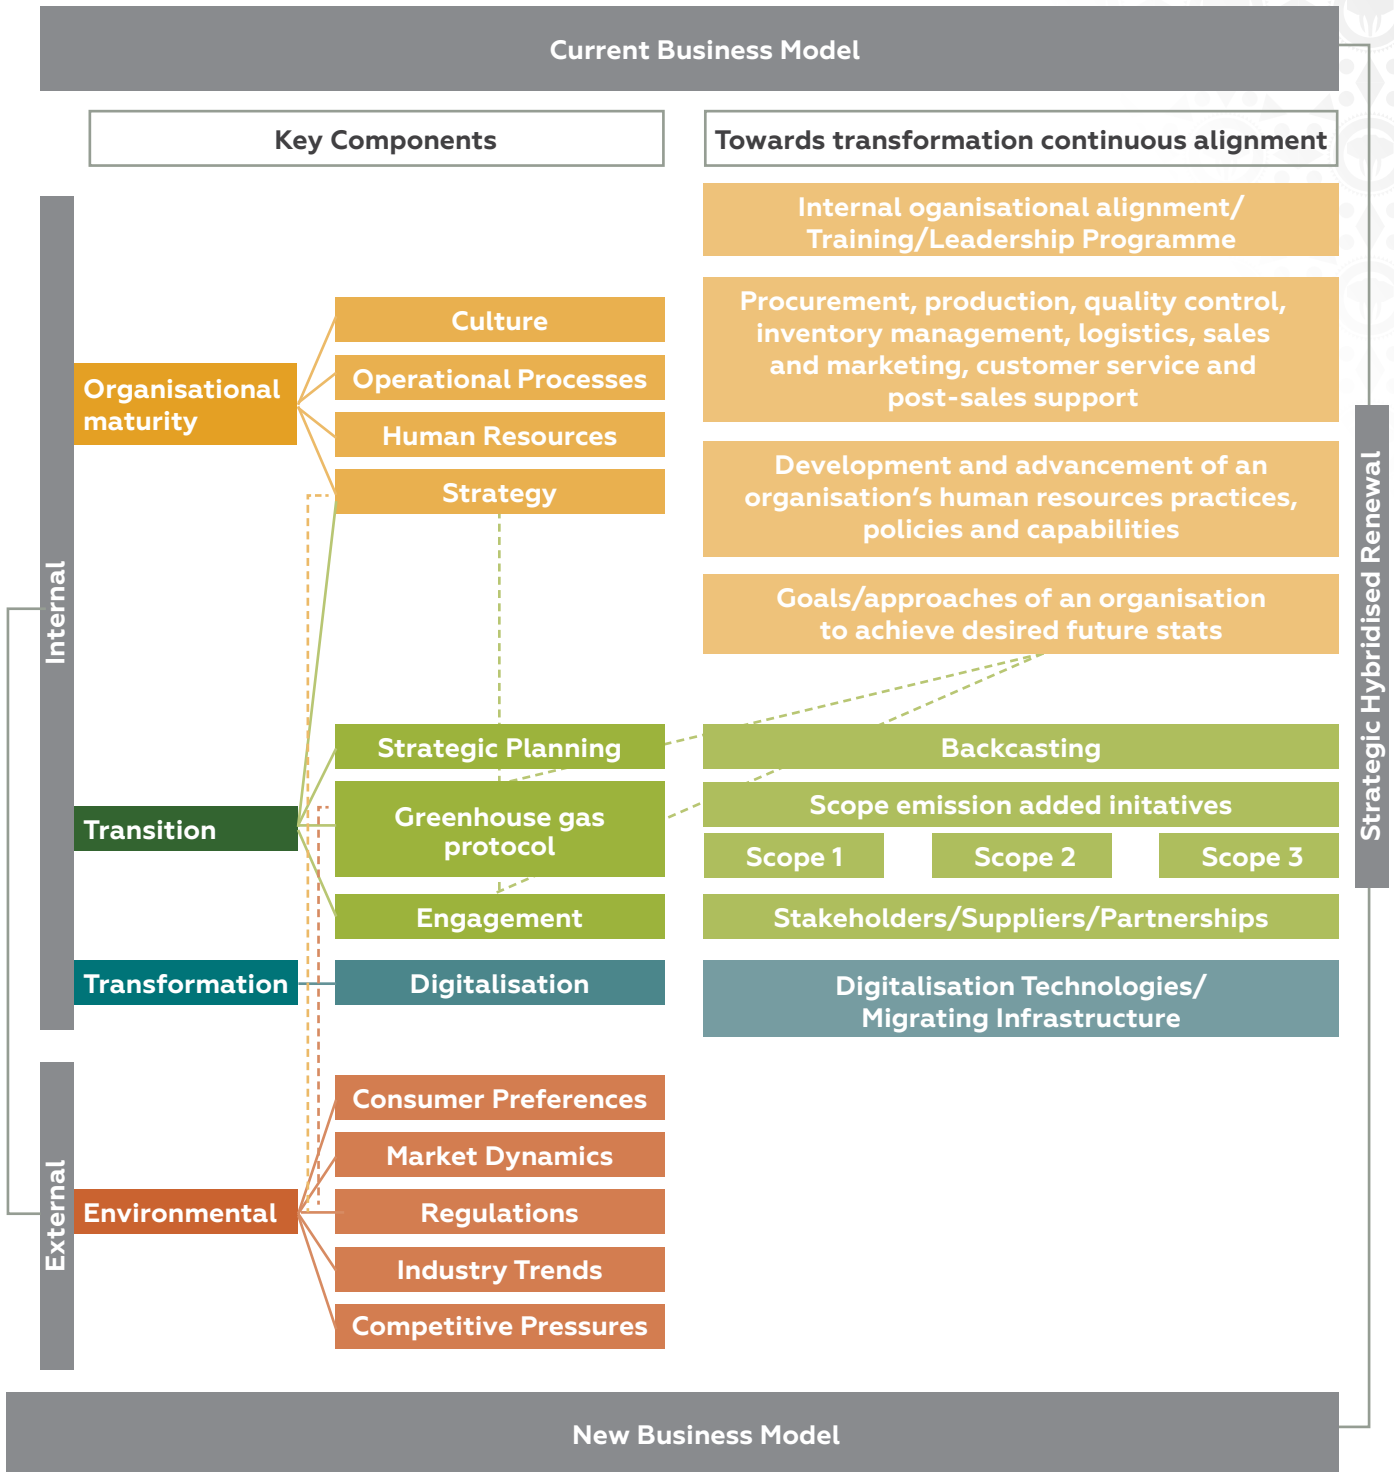 Current Business Model
Key Components
Towards transformation continuous alignment
Internal
Organisational
maturity
Culture
Operational Processes
Human Resources
Strategy
Internal oganisational alignment/
Training/Leadership Programme
Procurement, production, quality control,
inventory management, logistics, sales
and marketing, customer service and
post-sales support
Development and advancement of an
organisation's human resources practices,
policies and capabilities
Goals/approaches of an organisation
to achieve desired future stats
Transition
Strategic Planning
Greenhouse gas
protocol
Engagement
Backcasting
Scope emission added initatives
Scope 1
Scope 2
Scope 3
Stakeholders/Suppliers/Partnerships
Transformation
Digitalisation
Digitalisation Technologies/
Migrating Infrastructure
External
Environmental
Consumer Preferences
Market Dynamics
Regulations
Industry Trends
Competitive Pressures
Strategic Hybridised Renewal
New Business Model